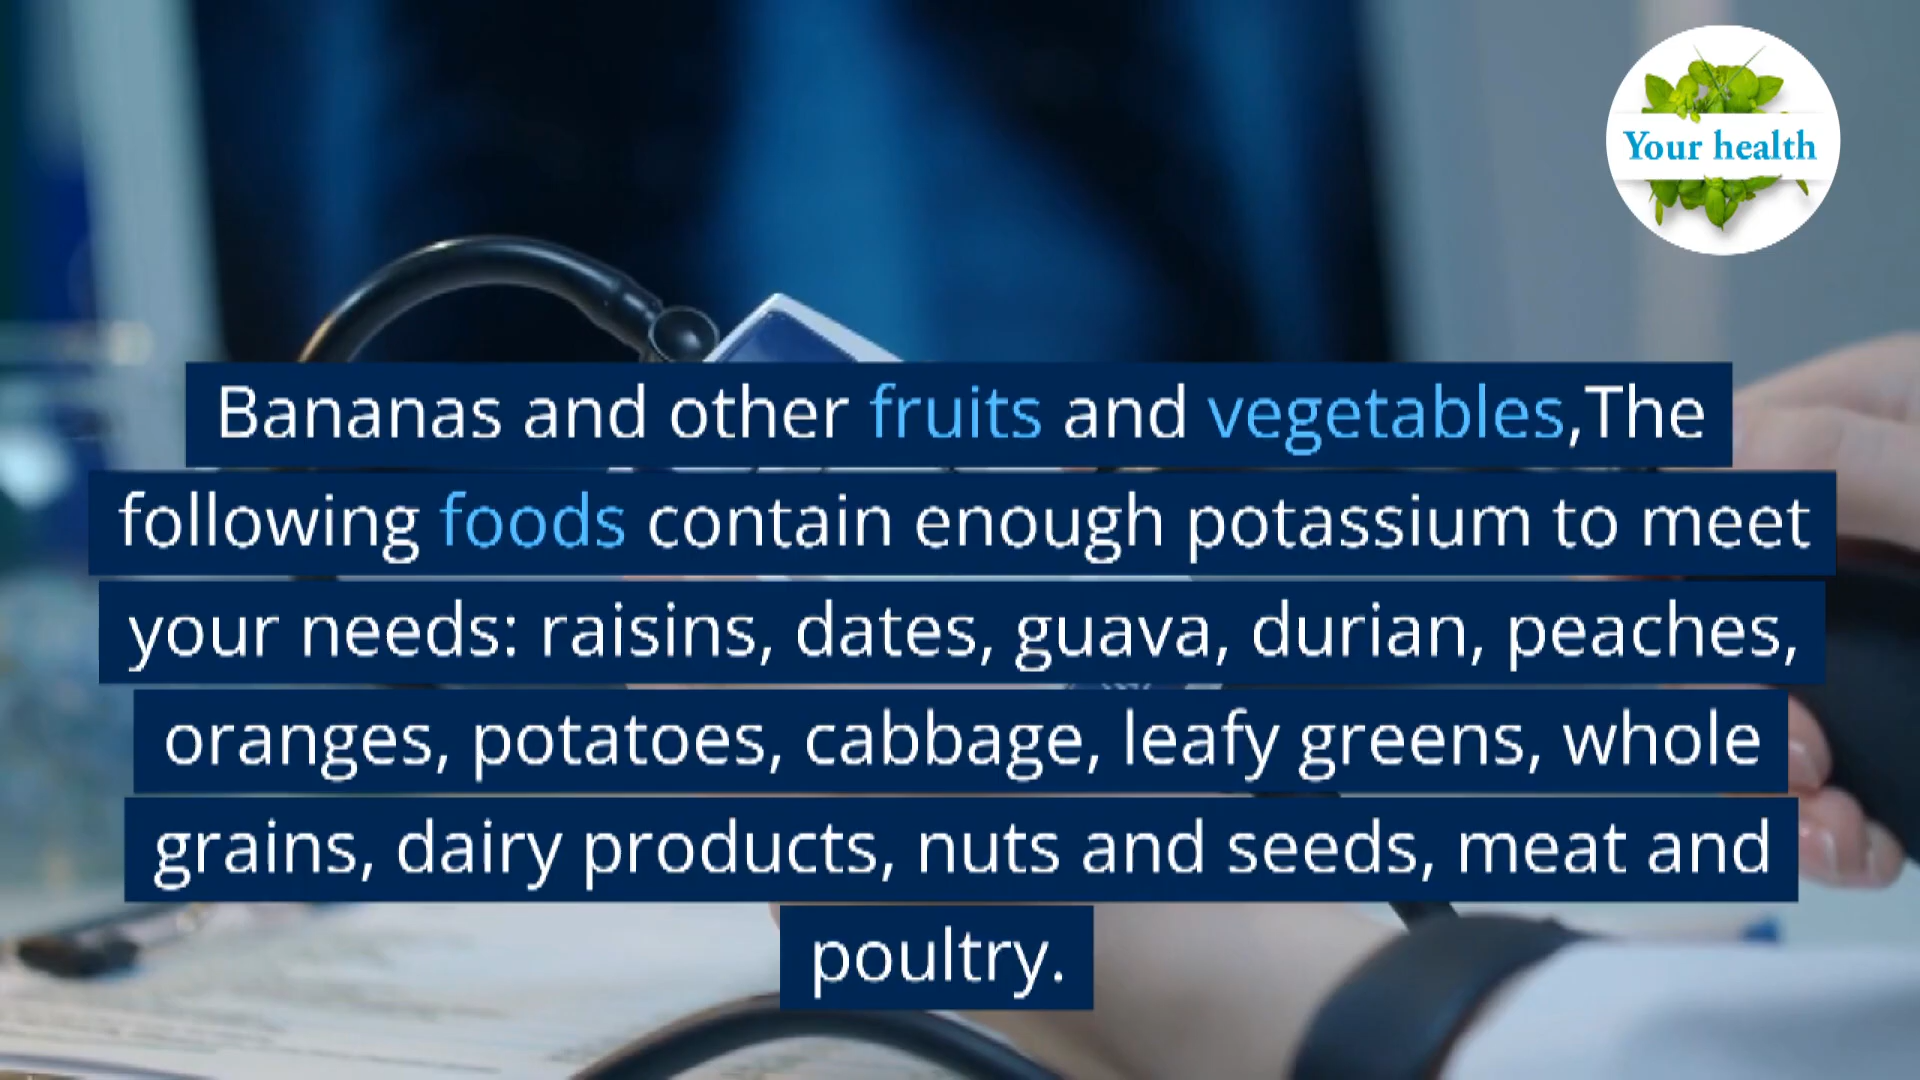 Your health
Bananas and other fruits and vegetables,The
following foods contain enough potassium to meet
your needs: raisins, dates, guava, durian, peaches,
oranges, potatoes, cabbage, leafy greens, whole
grains, dairy products, nuts and seeds, meat and
poultry.